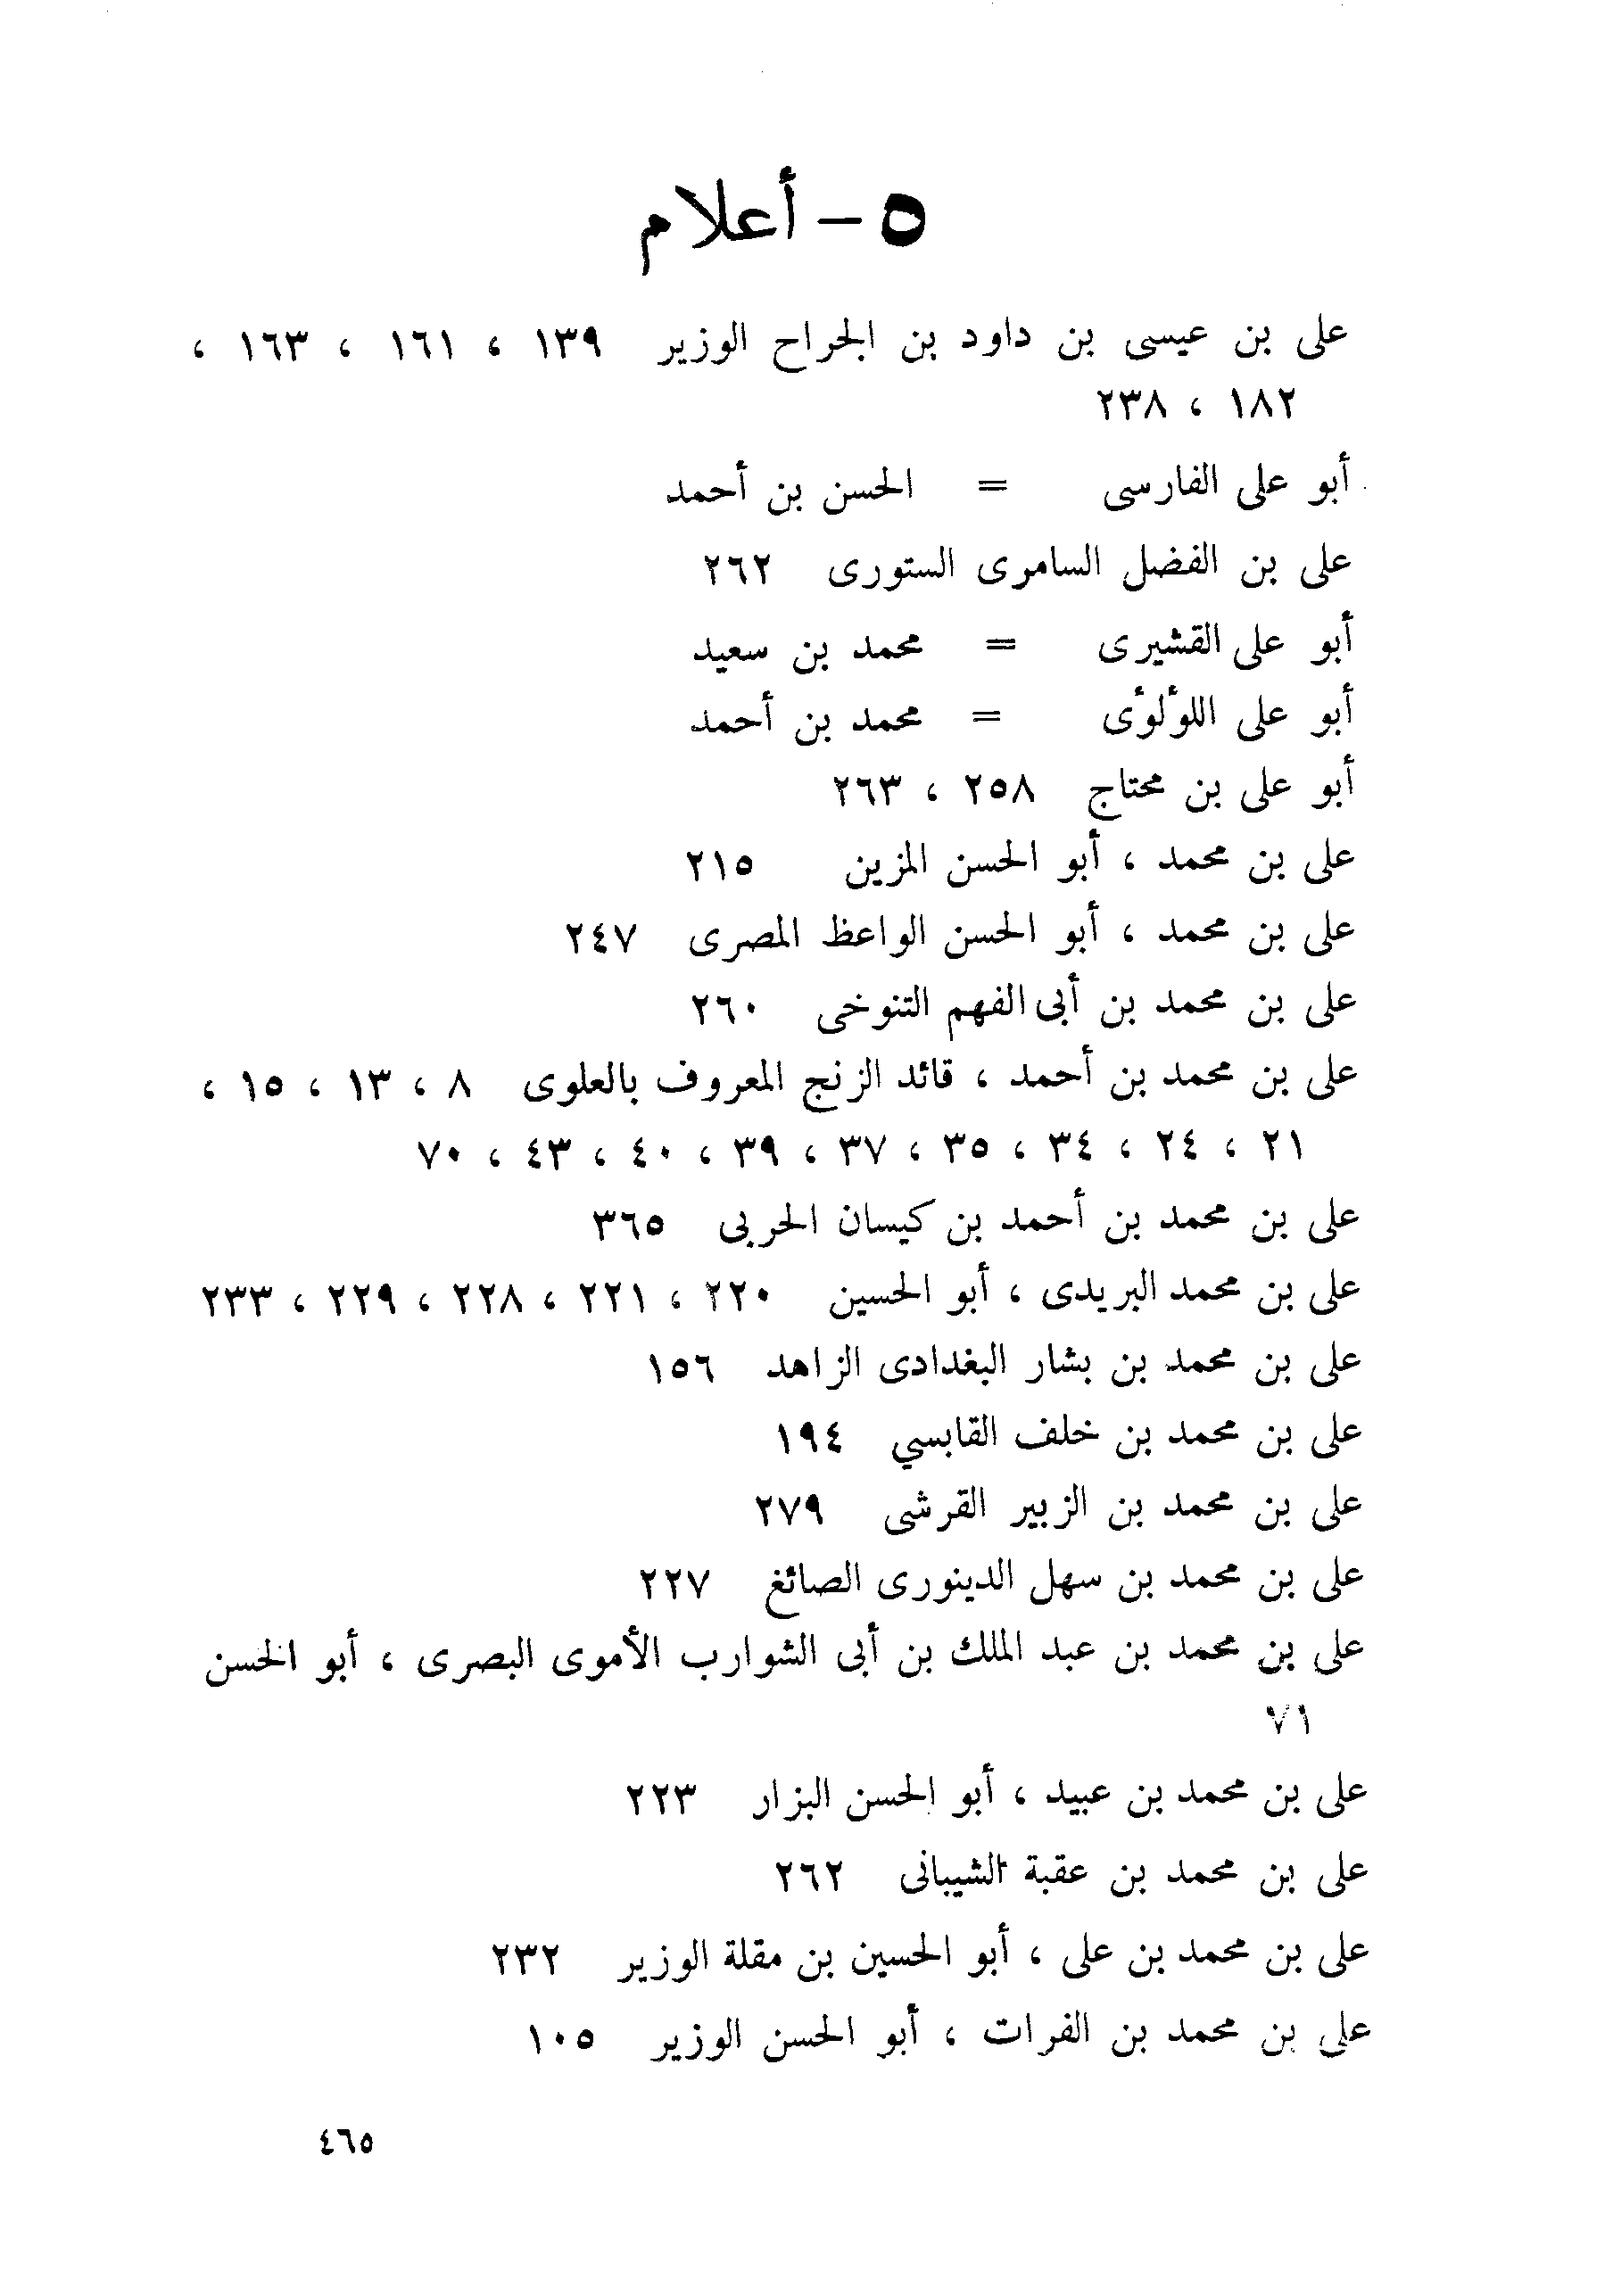 ٥ – أعلام
على بن عيسى بن داود بن الجراح الوزير ١٣٩ ، ١٦١ ، ١٦٣ ،
١٨٢ ، ٢٣٨
أبو على الفارسى = الحسن بن أحمد
على بن الفضل السامرى الستورى ٢٦٢
أبو على القشيرى = محمد بن سعيد
أبو على اللؤلؤى = محمد بن أحمد
أبو على بن محتاج ٢٥٨ ، ٢٦٣
على بن محمد ، أبو الحسن المزين ٢١٥
على بن محمد ، أبو الحسن الواعظ المصرى ٢٤٧
على بن محمد بن أبى الفهم التنوخى ٢٦٠
على بن محمد بن أحمد ، قائد الزنج المعروف بالعلوى ٨ ، ١٣ ، ١٥ ،
٢١ ، ٢٤ ، ٣٤ ، ٣٥ ، ٣٧ ، ٣٩ ، ٤٠ ، ٤٣ ، ٧٠
على بن محمد بن أحمد بن كيسان الحربى ٣٦٥
على بن محمد البريدى ، أبو الحسين ٢٢٠ ، ٢٢١ ، ٢٢٨ ، ٢٢٩ ، ٢٣٣
على بن محمد بن بشار البغدادى الزاهد ١٥٦
على بن محمد بن خلف القابسي ١٩٤
على بن محمد بن الزبير القرشى ٢٧٩
على بن محمد بن سهل الدينورى الصائغ ٢٢٧
على بن محمد بن عبد الملك بن أبى الشوارب الأموى البصرى ، أبو الحسن
٧١
على بن محمد بن عبيد ، أبو الحسن البزار ٢٢٣
على بن محمد بن عقبة الشيبانى ٢٦٢
على بن محمد بن على ، أبو الحسين بن مقلة الوزير ٢٣٢
على بن محمد بن الفرات ، أبو الحسن الوزير ١٠٥
٤٦٥